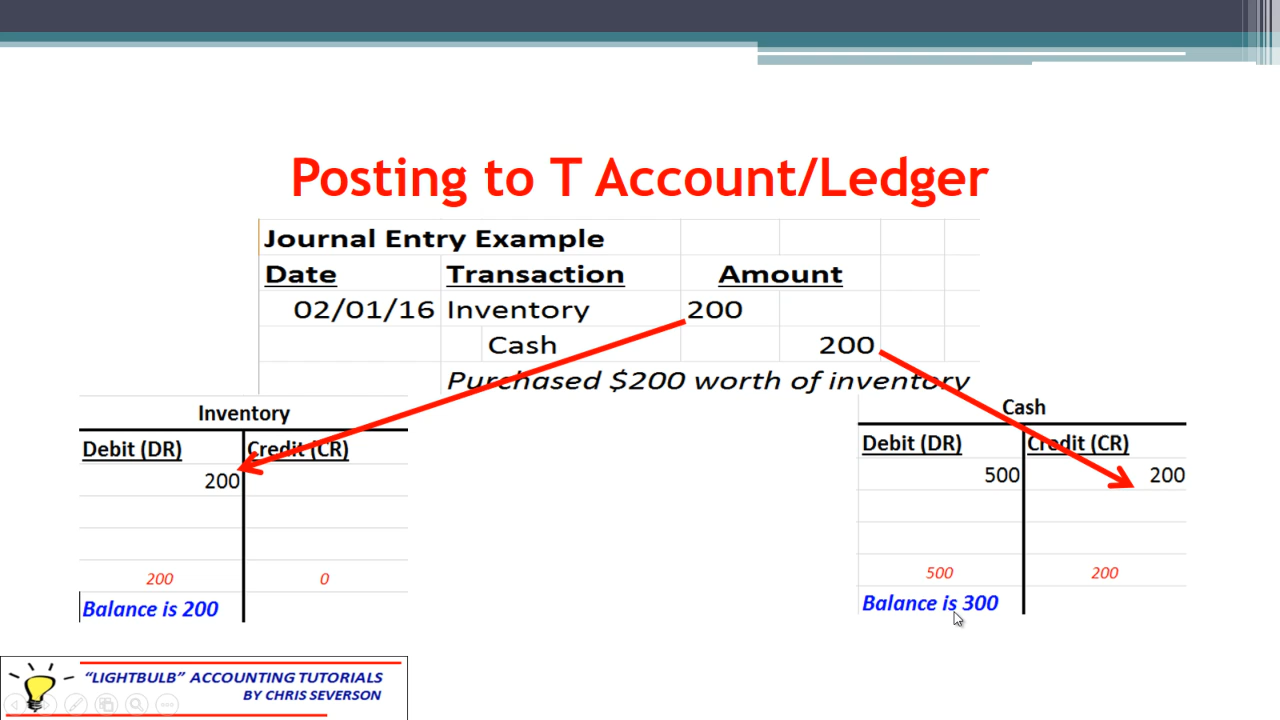 Posting to T Account/Ledger
Journal Entry Example
Date Transaction Amount
02/01/16 Inventory 200
Cash 200
Purchased $200 worth of inventory
Inventory
Debit (DR) Credit (CR)
200
200 0
Balance is 200
Cash
Debit (DR) Credit (CR)
500 200
500 200
Balance is 300
“LIGHTBULB” ACCOUNTING TUTORIALS
BY CHRIS SEVERSON